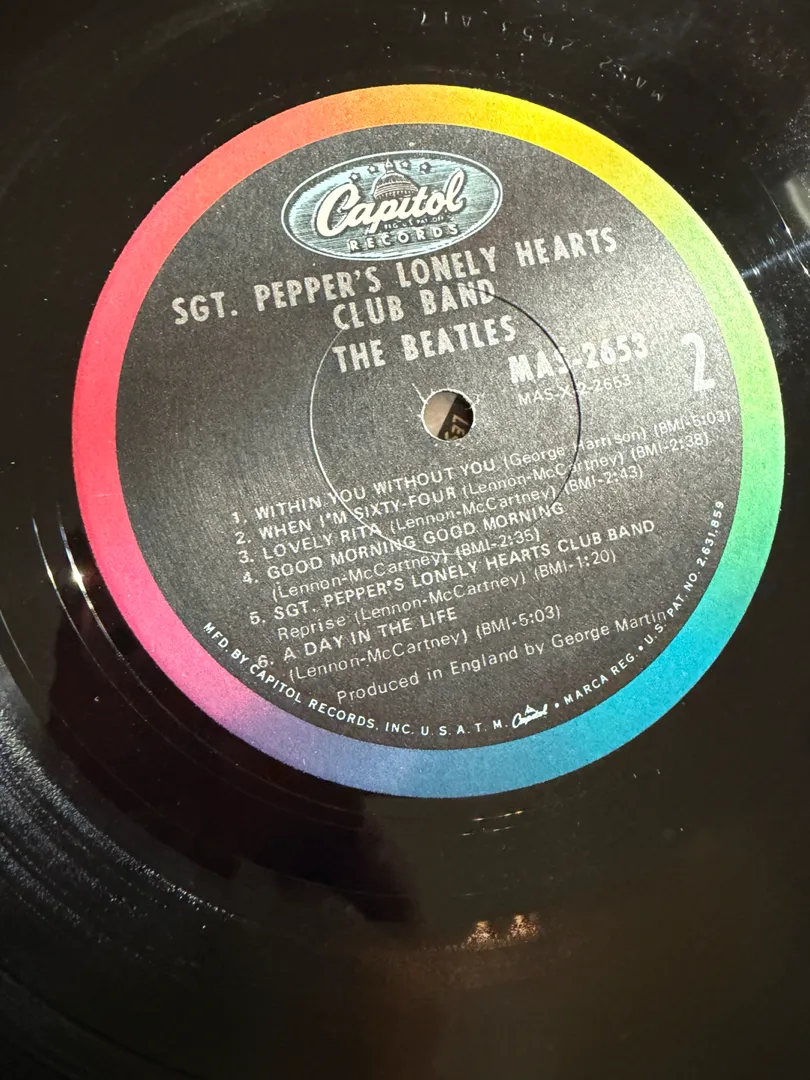 Capitol
RECORDS
SGT. PEPPER'S LONELY HEARTS
CLUB BAND
THE BEATLES
MAS-2653
MAS-X-2-2653
2
1. WITHIN YOU WITHOUT YOU (George Harrison) (BMI-5:03)
2. WHEN I'M SIXTY-FOUR (Lennon-McCartney) (BMI-2:38)
3. LOVELY RITA (Lennon-McCartney) (BMI-2:43)
4. GOOD MORNING GOOD MORNING
(Lennon-McCartney) (BMI-2:35)
5. SGT. PEPPER'S LONELY HEARTS CLUB BAND
Reprise (Lennon-McCartney) (BMI-1:20)
6. A DAY IN THE LIFE
(Lennon-McCartney) (BMI-5:03)
Produced in England by George Martin
MFD. BY CAPITOL RECORDS, INC. U.S.A. T.M. Capitol • MARCA REG. • U.S. PAT. NO. 2,631,859